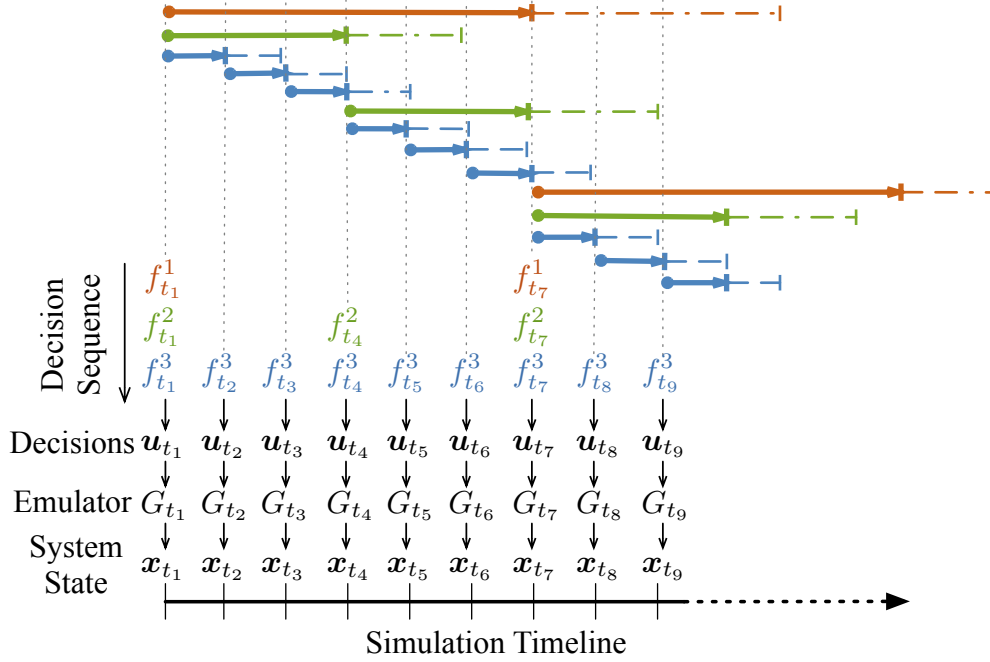 Decision Sequence
f^1_{t_1} f^1_{t_7}
f^2_{t_1} f^2_{t_4} f^2_{t_7}
f^3_{t_1} f^3_{t_2} f^3_{t_3} f^3_{t_4} f^3_{t_5} f^3_{t_6} f^3_{t_7} f^3_{t_8} f^3_{t_9}
Decisions u_{t_1} u_{t_2} u_{t_3} u_{t_4} u_{t_5} u_{t_6} u_{t_7} u_{t_8} u_{t_9}
Emulator G_{t_1} G_{t_2} G_{t_3} G_{t_4} G_{t_5} G_{t_6} G_{t_7} G_{t_8} G_{t_9}
System
State x_{t_1} x_{t_2} x_{t_3} x_{t_4} x_{t_5} x_{t_6} x_{t_7} x_{t_8} x_{t_9}
Simulation Timeline